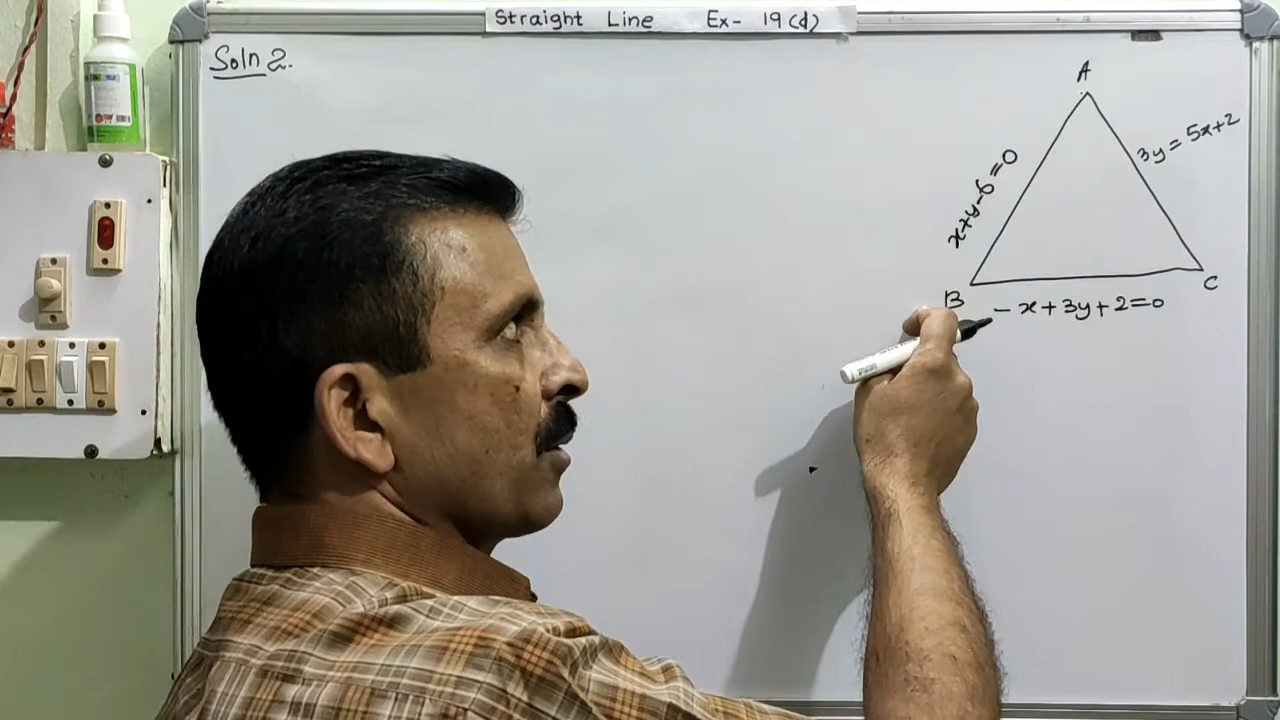 Straight Line Ex- 19(d)
Soln 2.
A
3y = 5x+2
x+y-6=0
B
C
- x + 3y + 2 = 0